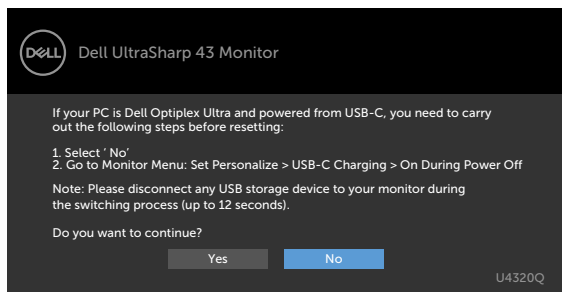 DELL Dell UltraSharp 43 Monitor
If your PC is Dell Optiplex Ultra and powered from USB-C, you need to carry
out the following steps before resetting:
1. Select ‘ No’
2. Go to Monitor Menu: Set Personalize > USB-C Charging > On During Power Off
Note: Please disconnect any USB storage device to your monitor during
the switching process (up to 12 seconds).
Do you want to continue?
Yes No
U4320Q